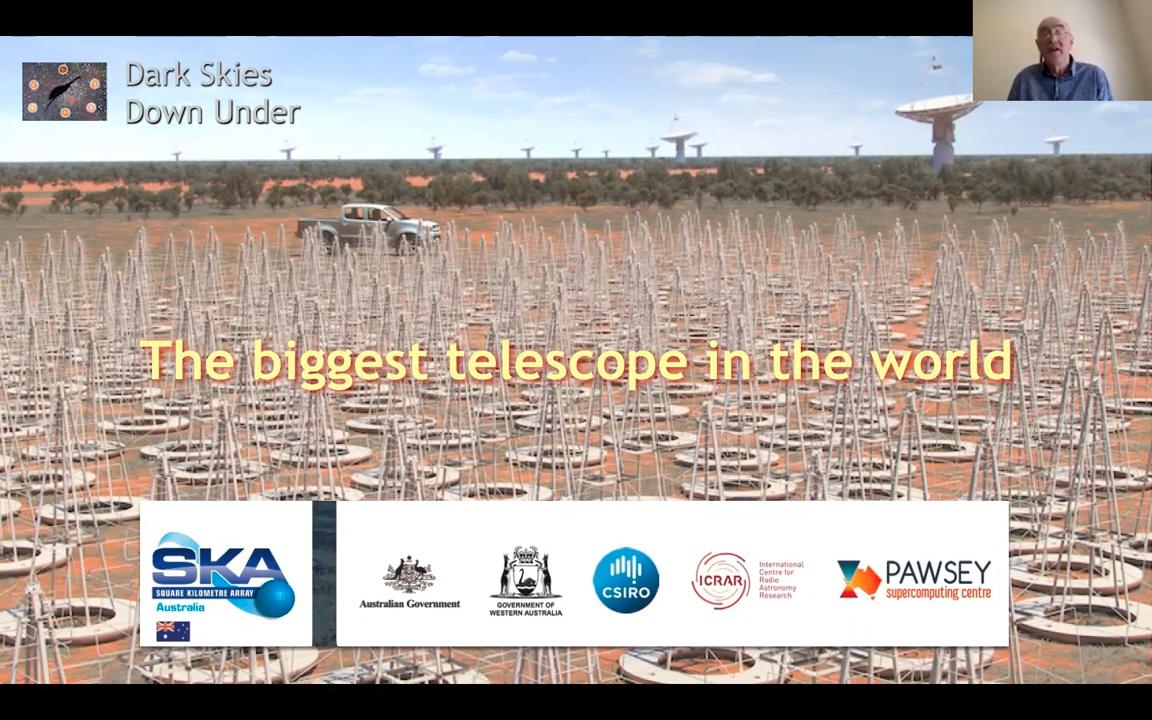 Dark Skies
Down Under
The biggest telescope in the world
SKA
SQUARE KILOMETRE ARRAY
Australia
Australian Government
GOVERNMENT OF
WESTERN AUSTRALIA
CSIRO
ICRAR
International
Centre for
Radio
Astronomy
Research
PAWSEY
supercomputing centre